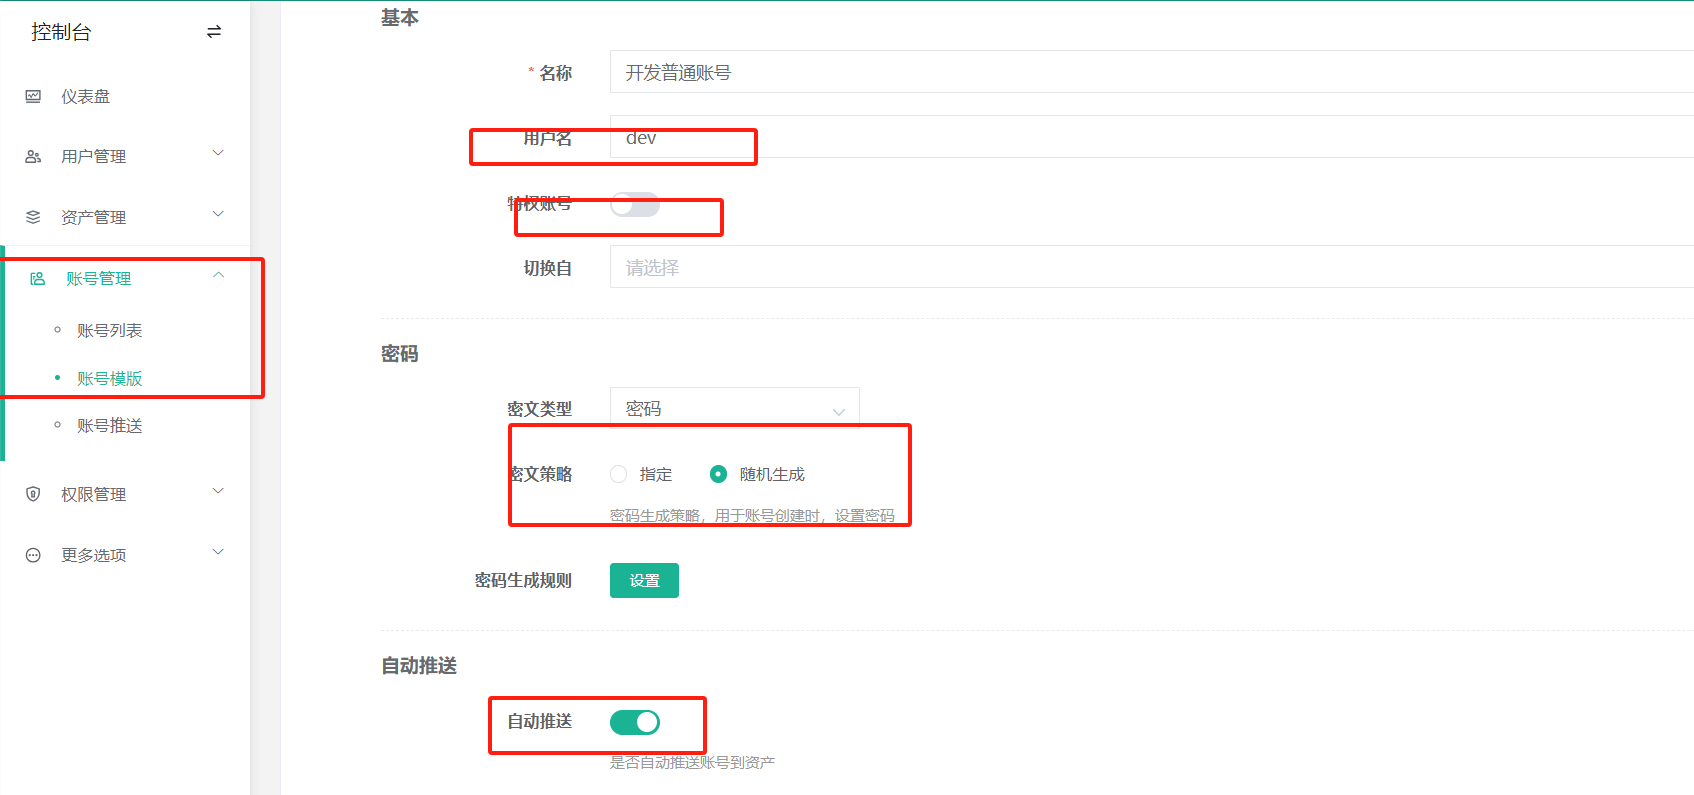 控制台
仪表盘
用户管理
资产管理
账号管理
账号列表
账号模版
账号推送
权限管理
更多选项
基本
* 名称 开发普通账号
用户名 dev
特权账号
切换自 请选择
密码
密文类型 密码
密文策略 指定 随机生成
密码生成策略，用于账号创建时，设置密码
密码生成规则 设置
自动推送
自动推送
是否自动推送账号到资产